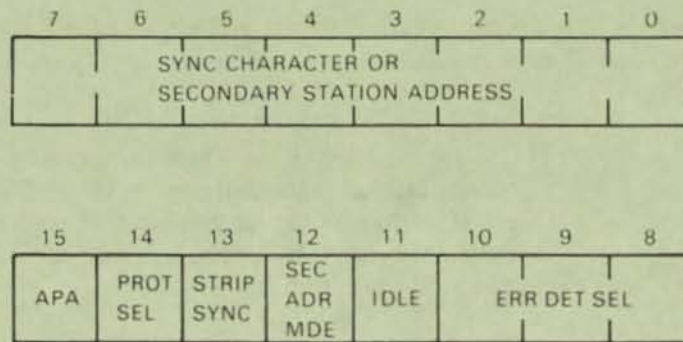 7 6 5 4 3 2 1 0
SYNC CHARACTER OR
SECONDARY STATION ADDRESS
15 14 13 12 11 10 9 8
APA PROT SEL STRIP SYNC SEC ADR MDE IDLE ERR DET SEL